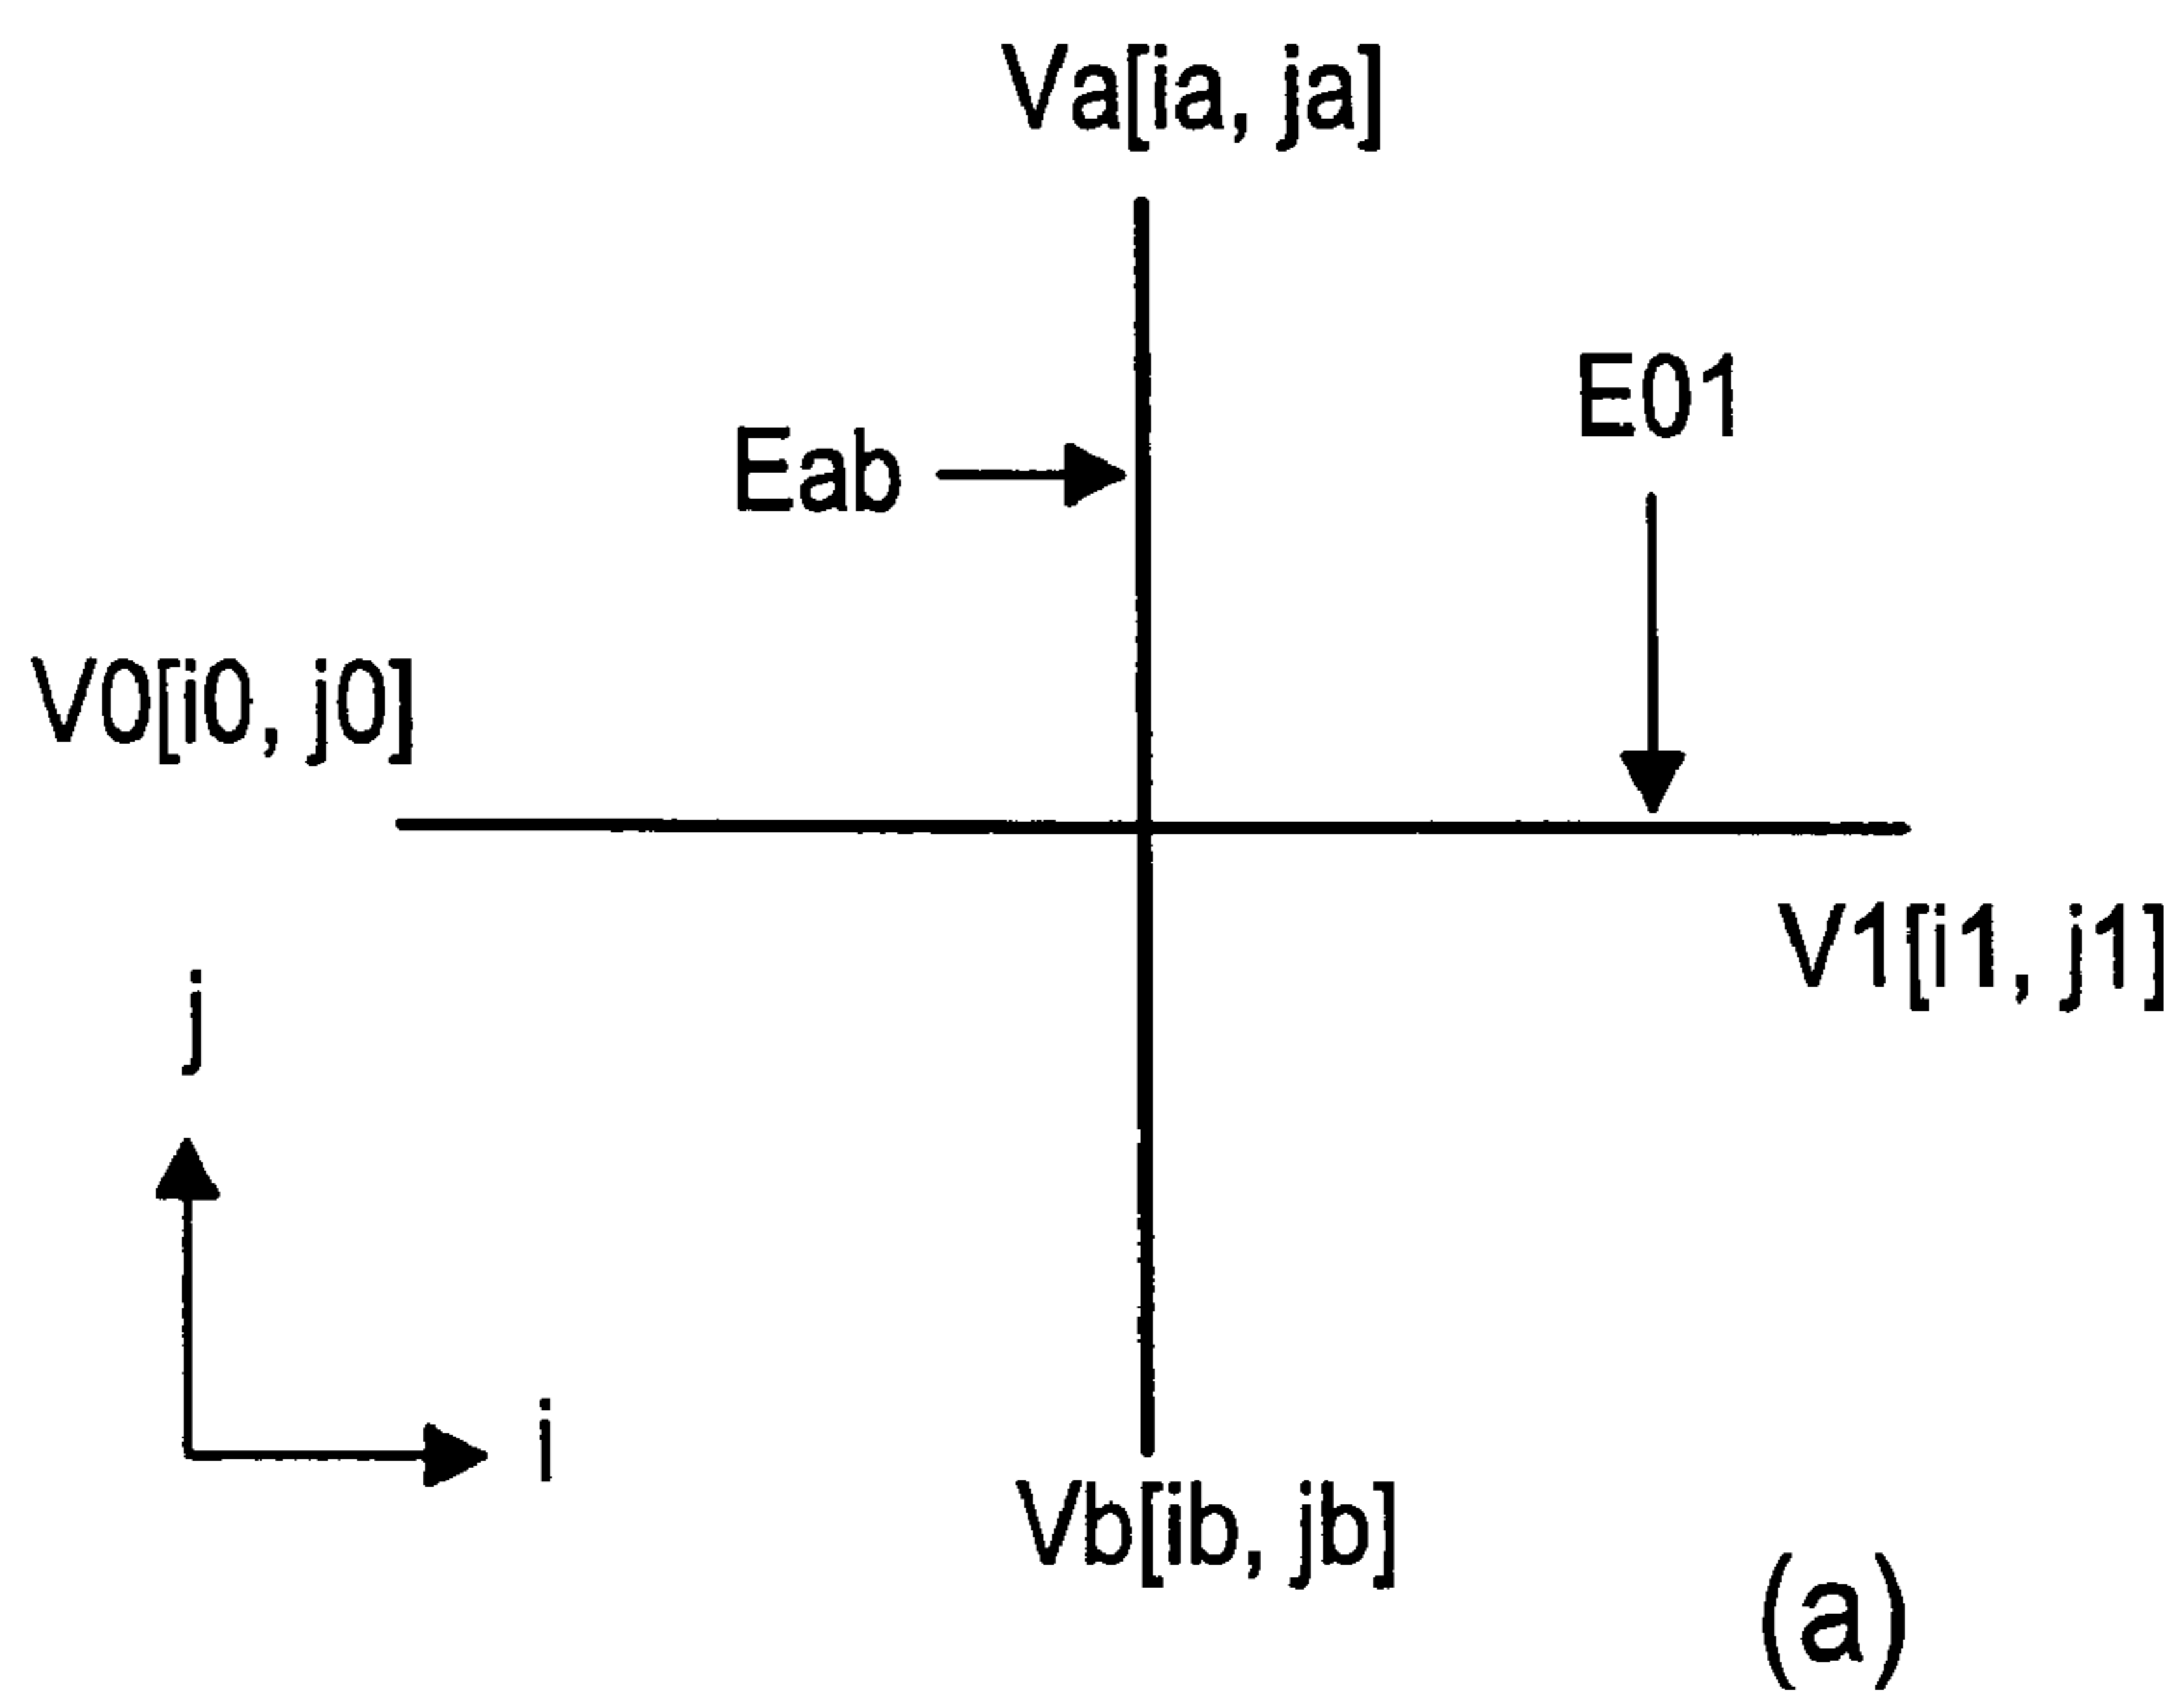 Va[ia, ja]
E01
Eab
V0[i0, j0]
V1[i1, j1]
j
i
Vb[ib, jb]
(a)